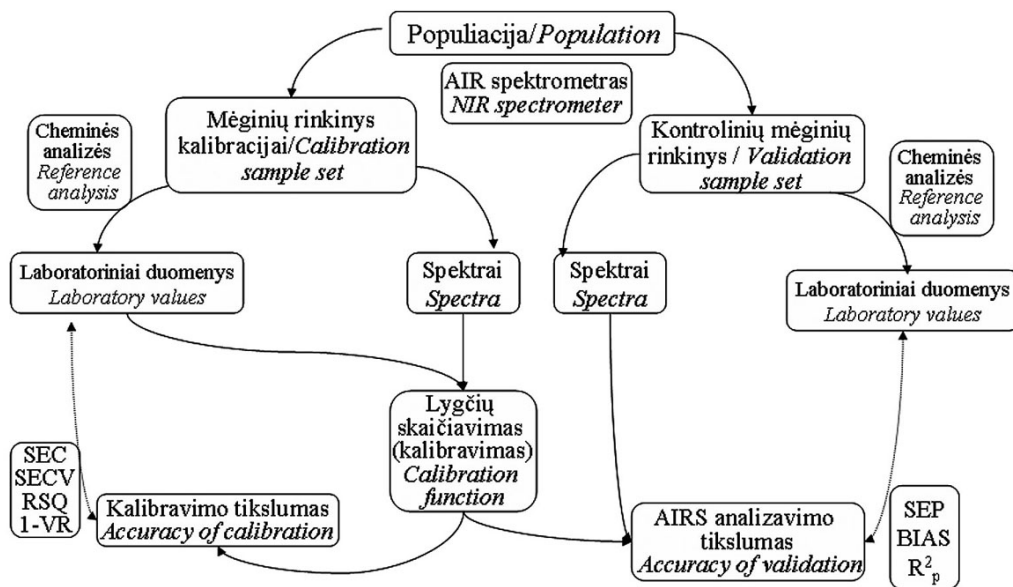 Populiacija/Population
AIR spektrometras
NIR spectrometer
Mėginių rinkinys
kalibracijai/Calibration
sample set
Kontrolinių mėginių
rinkinys / Validation
sample set
Cheminės
analizės
Reference
analysis
Cheminės
analizės
Reference
analysis
Laboratoriniai duomenys
Laboratory values
Spektrai
Spectra
Spektrai
Spectra
Laboratoriniai duomenys
Laboratory values
Lygčių
skaičiavimas
(kalibravimas)
Calibration
function
SEC
SECV
RSQ
1-VR
Kalibravimo tikslumas
Accuracy of calibration
AIRS analizavimo
tikslumas
Accuracy of validation
SEP
BIAS
R²ₚ